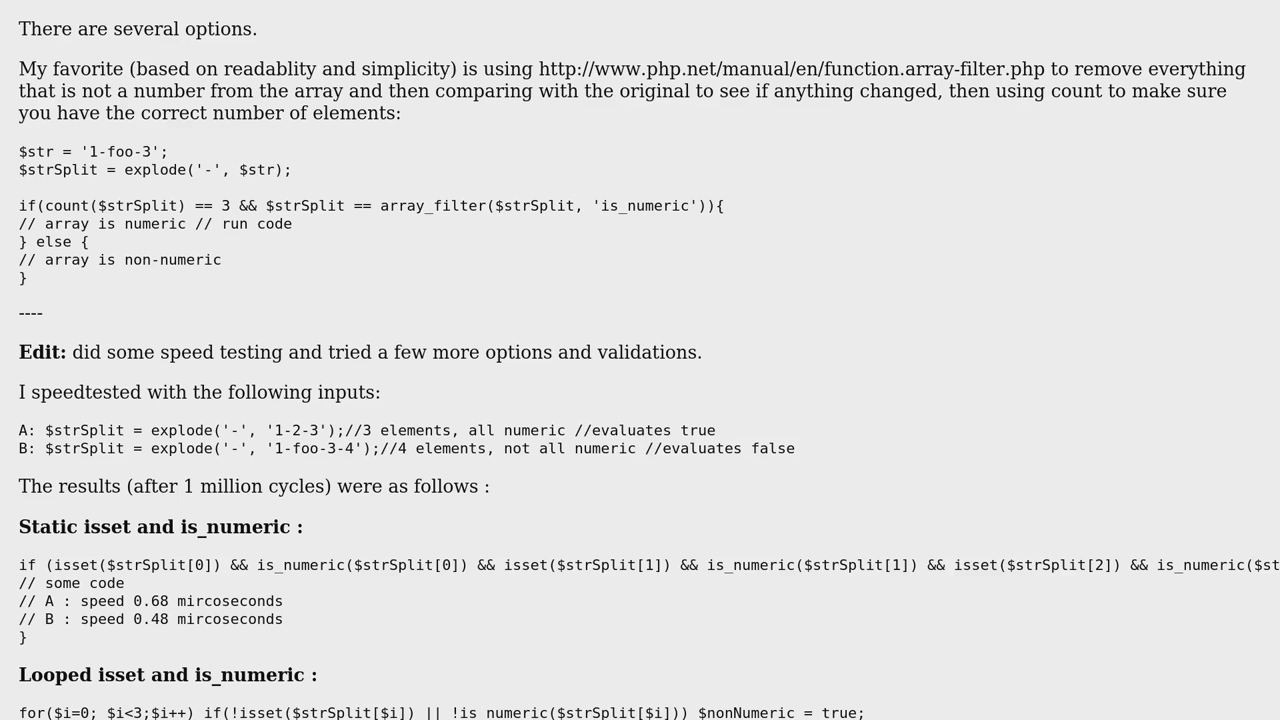 There are several options.
My favorite (based on readablity and simplicity) is using http://www.php.net/manual/en/function.array-filter.php to remove everything
that is not a number from the array and then comparing with the original to see if anything changed, then using count to make sure
you have the correct number of elements:
$str = '1-foo-3';
$strSplit = explode('-', $str);
if(count($strSplit) == 3 && $strSplit == array_filter($strSplit, 'is_numeric')){
// array is numeric // run code
} else {
// array is non-numeric
}
----
Edit: did some speed testing and tried a few more options and validations.
I speedtested with the following inputs:
A: $strSplit = explode('-', '1-2-3');//3 elements, all numeric //evaluates true
B: $strSplit = explode('-', '1-foo-3-4');//4 elements, not all numeric //evaluates false
The results (after 1 million cycles) were as follows :
Static isset and is_numeric :
if (isset($strSplit[0]) && is_numeric($strSplit[0]) && isset($strSplit[1]) && is_numeric($strSplit[1]) && isset($strSplit[2]) && is_numeric($st
// some code
// A : speed 0.68 mircoseconds
// B : speed 0.48 mircoseconds
}
Looped isset and is_numeric :
for($i=0; $i<3;$i++) if(!isset($strSplit[$i]) || !is_numeric($strSplit[$i])) $nonNumeric = true;